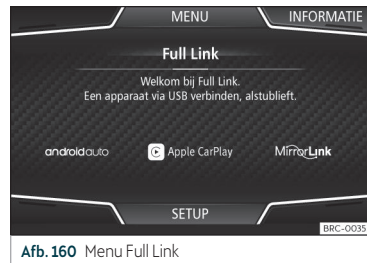 MENU INFORMATIE
Full Link
Welkom bij Full Link.
Een apparaat via USB verbinden, alstublieft.
androidauto Apple CarPlay MirrorLink
SETUP
BRC-0035
Afb. 160 Menu Full Link